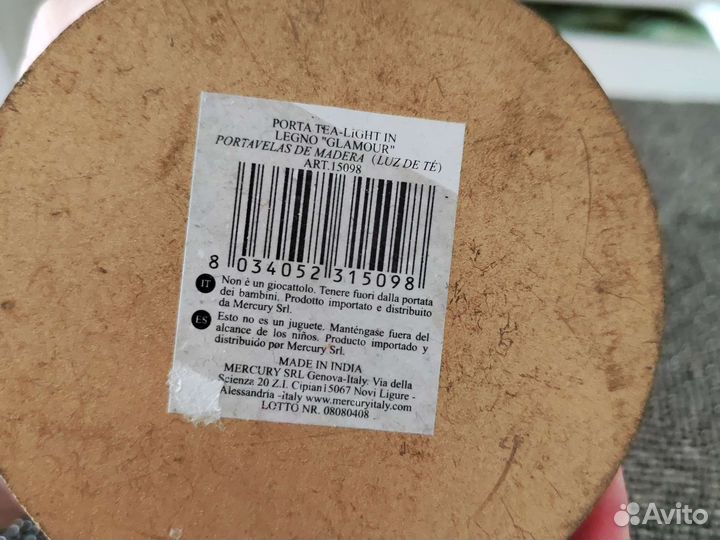 PORTA TEA-LIGHT IN
LEGNO "GLAMOUR"
PORTAVELAS DE MADERA (LUZ DE TÉ)
ART.15098
8 034052 315098
IT Non è un giocattolo. Tenere fuori dalla portata
dei bambini. Prodotto importato e distribuito
da Mercury Srl.
ES Esto no es un juguete. Manténgase fuera del
alcance de los niños. Producto importado y
distribuido por Mercury Srl.
MADE IN INDIA
MERCURY SRL Genova-Italy. Via della
Scienza 20 Z.I. Cipian15067 Novi Ligure -
Alessandria -italy www.mercuryitaly.com
LOTTO NR. 08080408
Avito